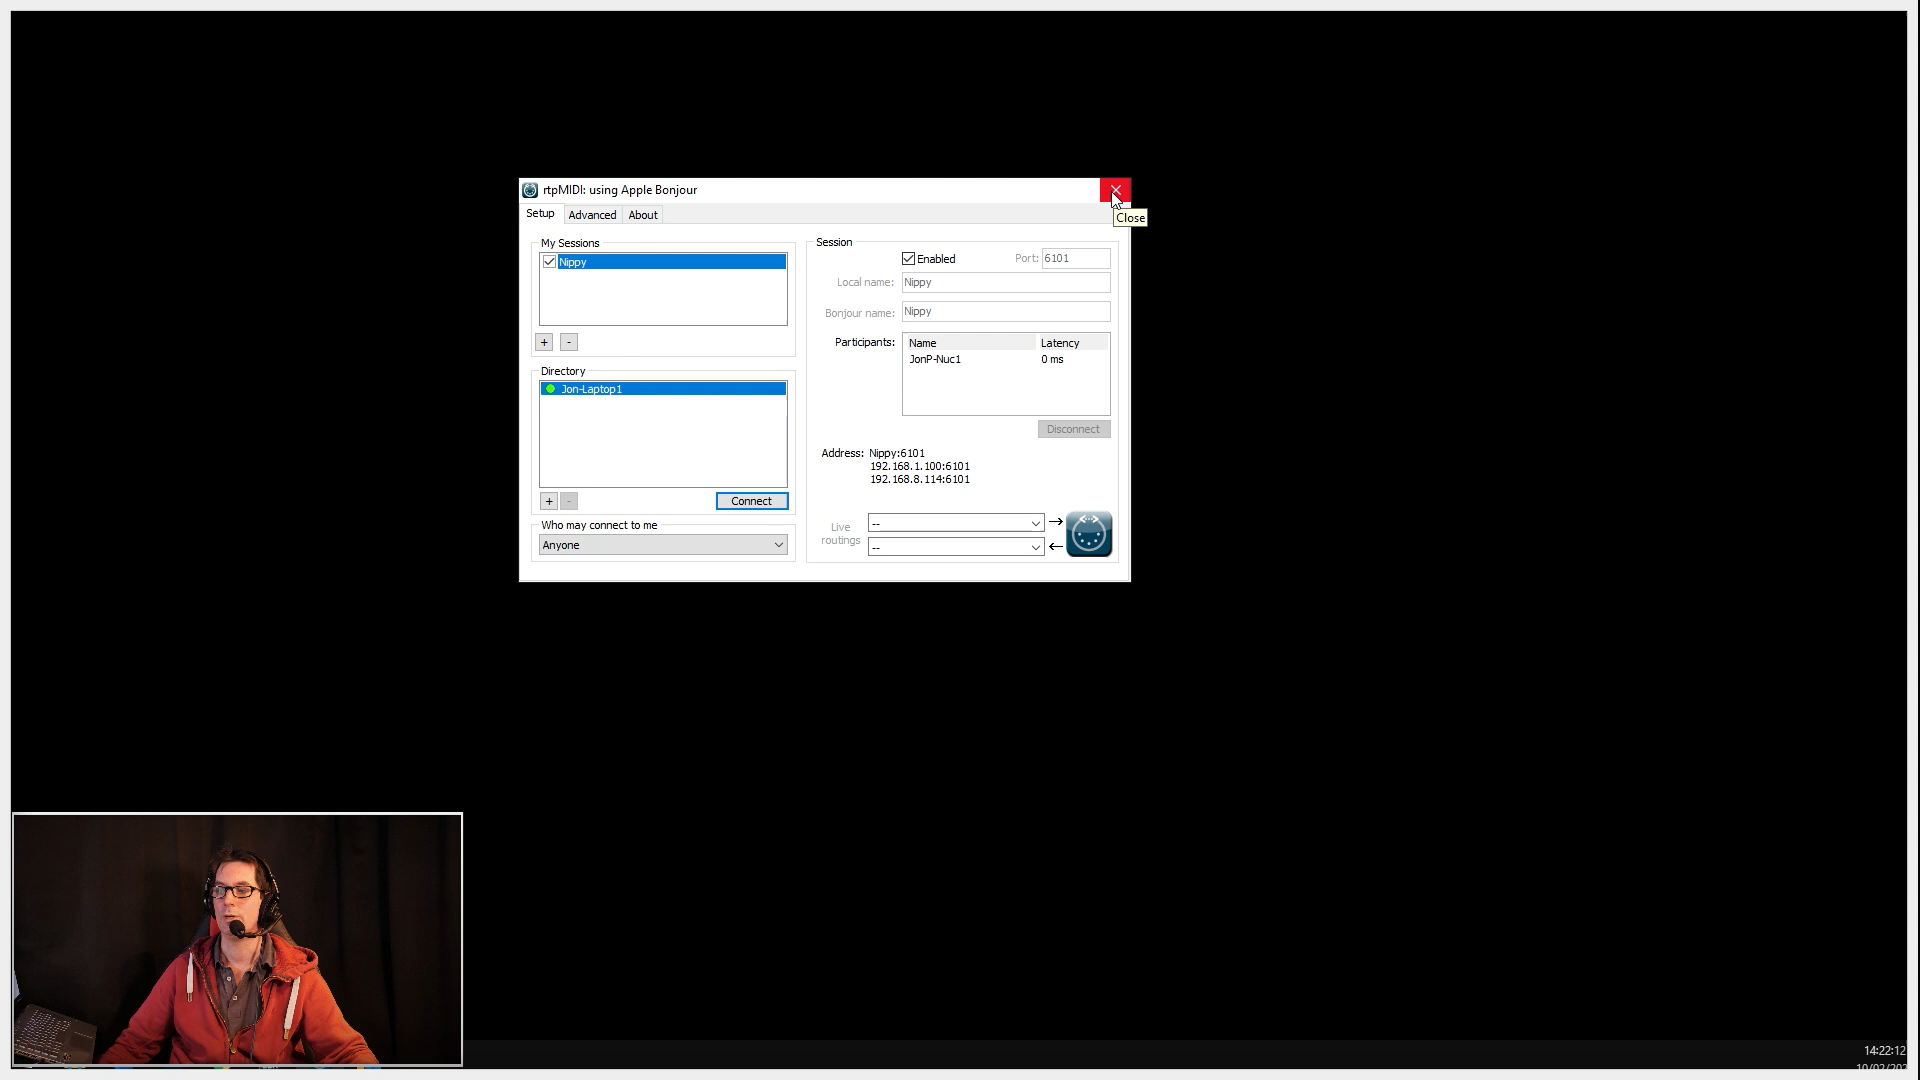 rtpMIDI: using Apple Bonjour
Close
Setup
Advanced
About
My Sessions
Nippy
+
-
Directory
Jon-Laptop1
+
-
Connect
Who may connect to me
Anyone
Session
Enabled
Port: 6101
Local name: Nippy
Bonjour name: Nippy
Participants:
Name Latency
JonP-Nuc1 0 ms
Disconnect
Address: Nippy:6101
192.168.1.100:6101
192.168.8.114:6101
Live
routings
--
--
14:22:12